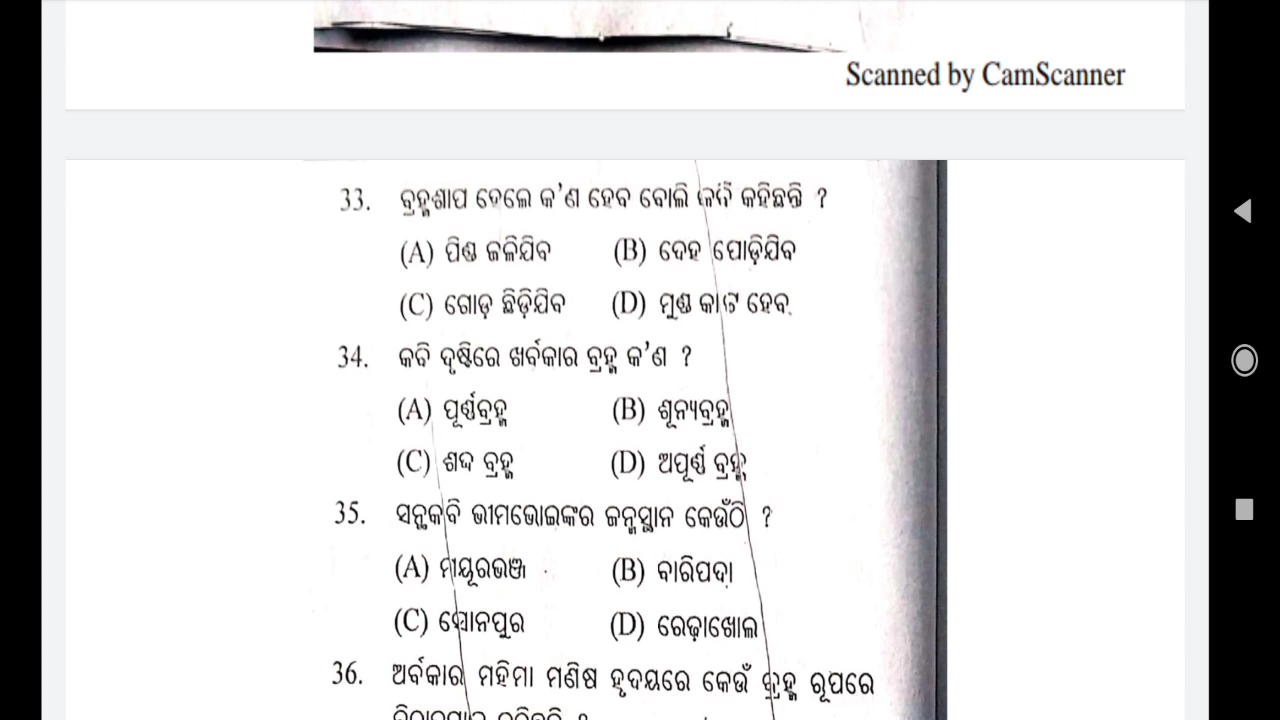 Scanned by CamScanner
33. ବ୍ରହ୍ମଶାପ ହେଲେ କ'ଣ ହେବ ବୋଲି କବି କହିଛନ୍ତି ?
(A) ପିଣ୍ଡ ଜଳିଯିବ (B) ଦେହ ପୋଡ଼ିଯିବ
(C) ଗୋଡ଼ ଛିଡ଼ିଯିବ (D) ମୁଣ୍ଡ କାଟ ହେବ
34. କବି ଦୃଷ୍ଟିରେ ଖର୍ବକାର ବ୍ରହ୍ମ କ'ଣ ?
(A) ପୂର୍ଣ୍ଣବ୍ରହ୍ମ (B) ଶୂନ୍ୟବ୍ରହ୍ମ
(C) ଶବ୍ଦ ବ୍ରହ୍ମ (D) ଅପୂର୍ଣ୍ଣ ବ୍ରହ୍ମ
35. ସନ୍ଥକବି ଭୀମଭୋଇଙ୍କର ଜନ୍ମସ୍ଥାନ କେଉଁଠି ?
(A) ମୟୂରଭଞ୍ଜ (B) ବାରିପଦା
(C) ସୋନପୁର (D) ରେଢ଼ାଖୋଲ
36. ଅର୍ବକାର ମହିମା ମଣିଷ ହୃଦୟରେ କେଉଁ ବ୍ରହ୍ମ ରୂପରେ